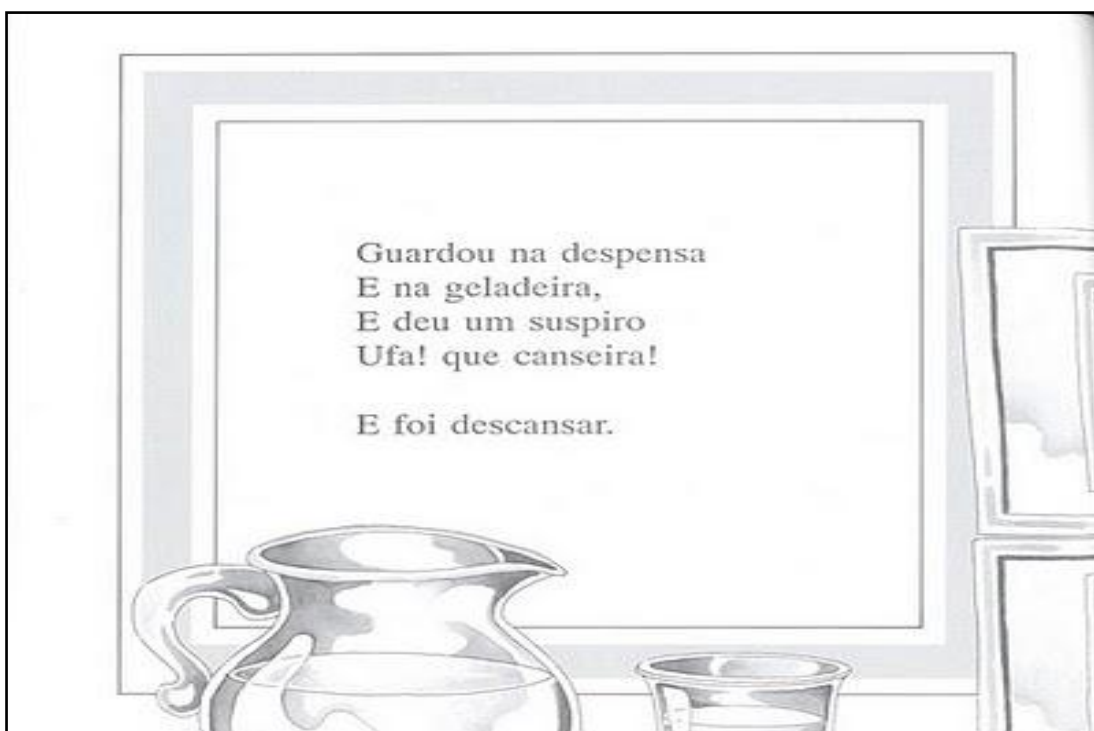 Guardou na despensa
E na geladeira,
E deu um suspiro
Ufa! que canseira!
E foi descansar.